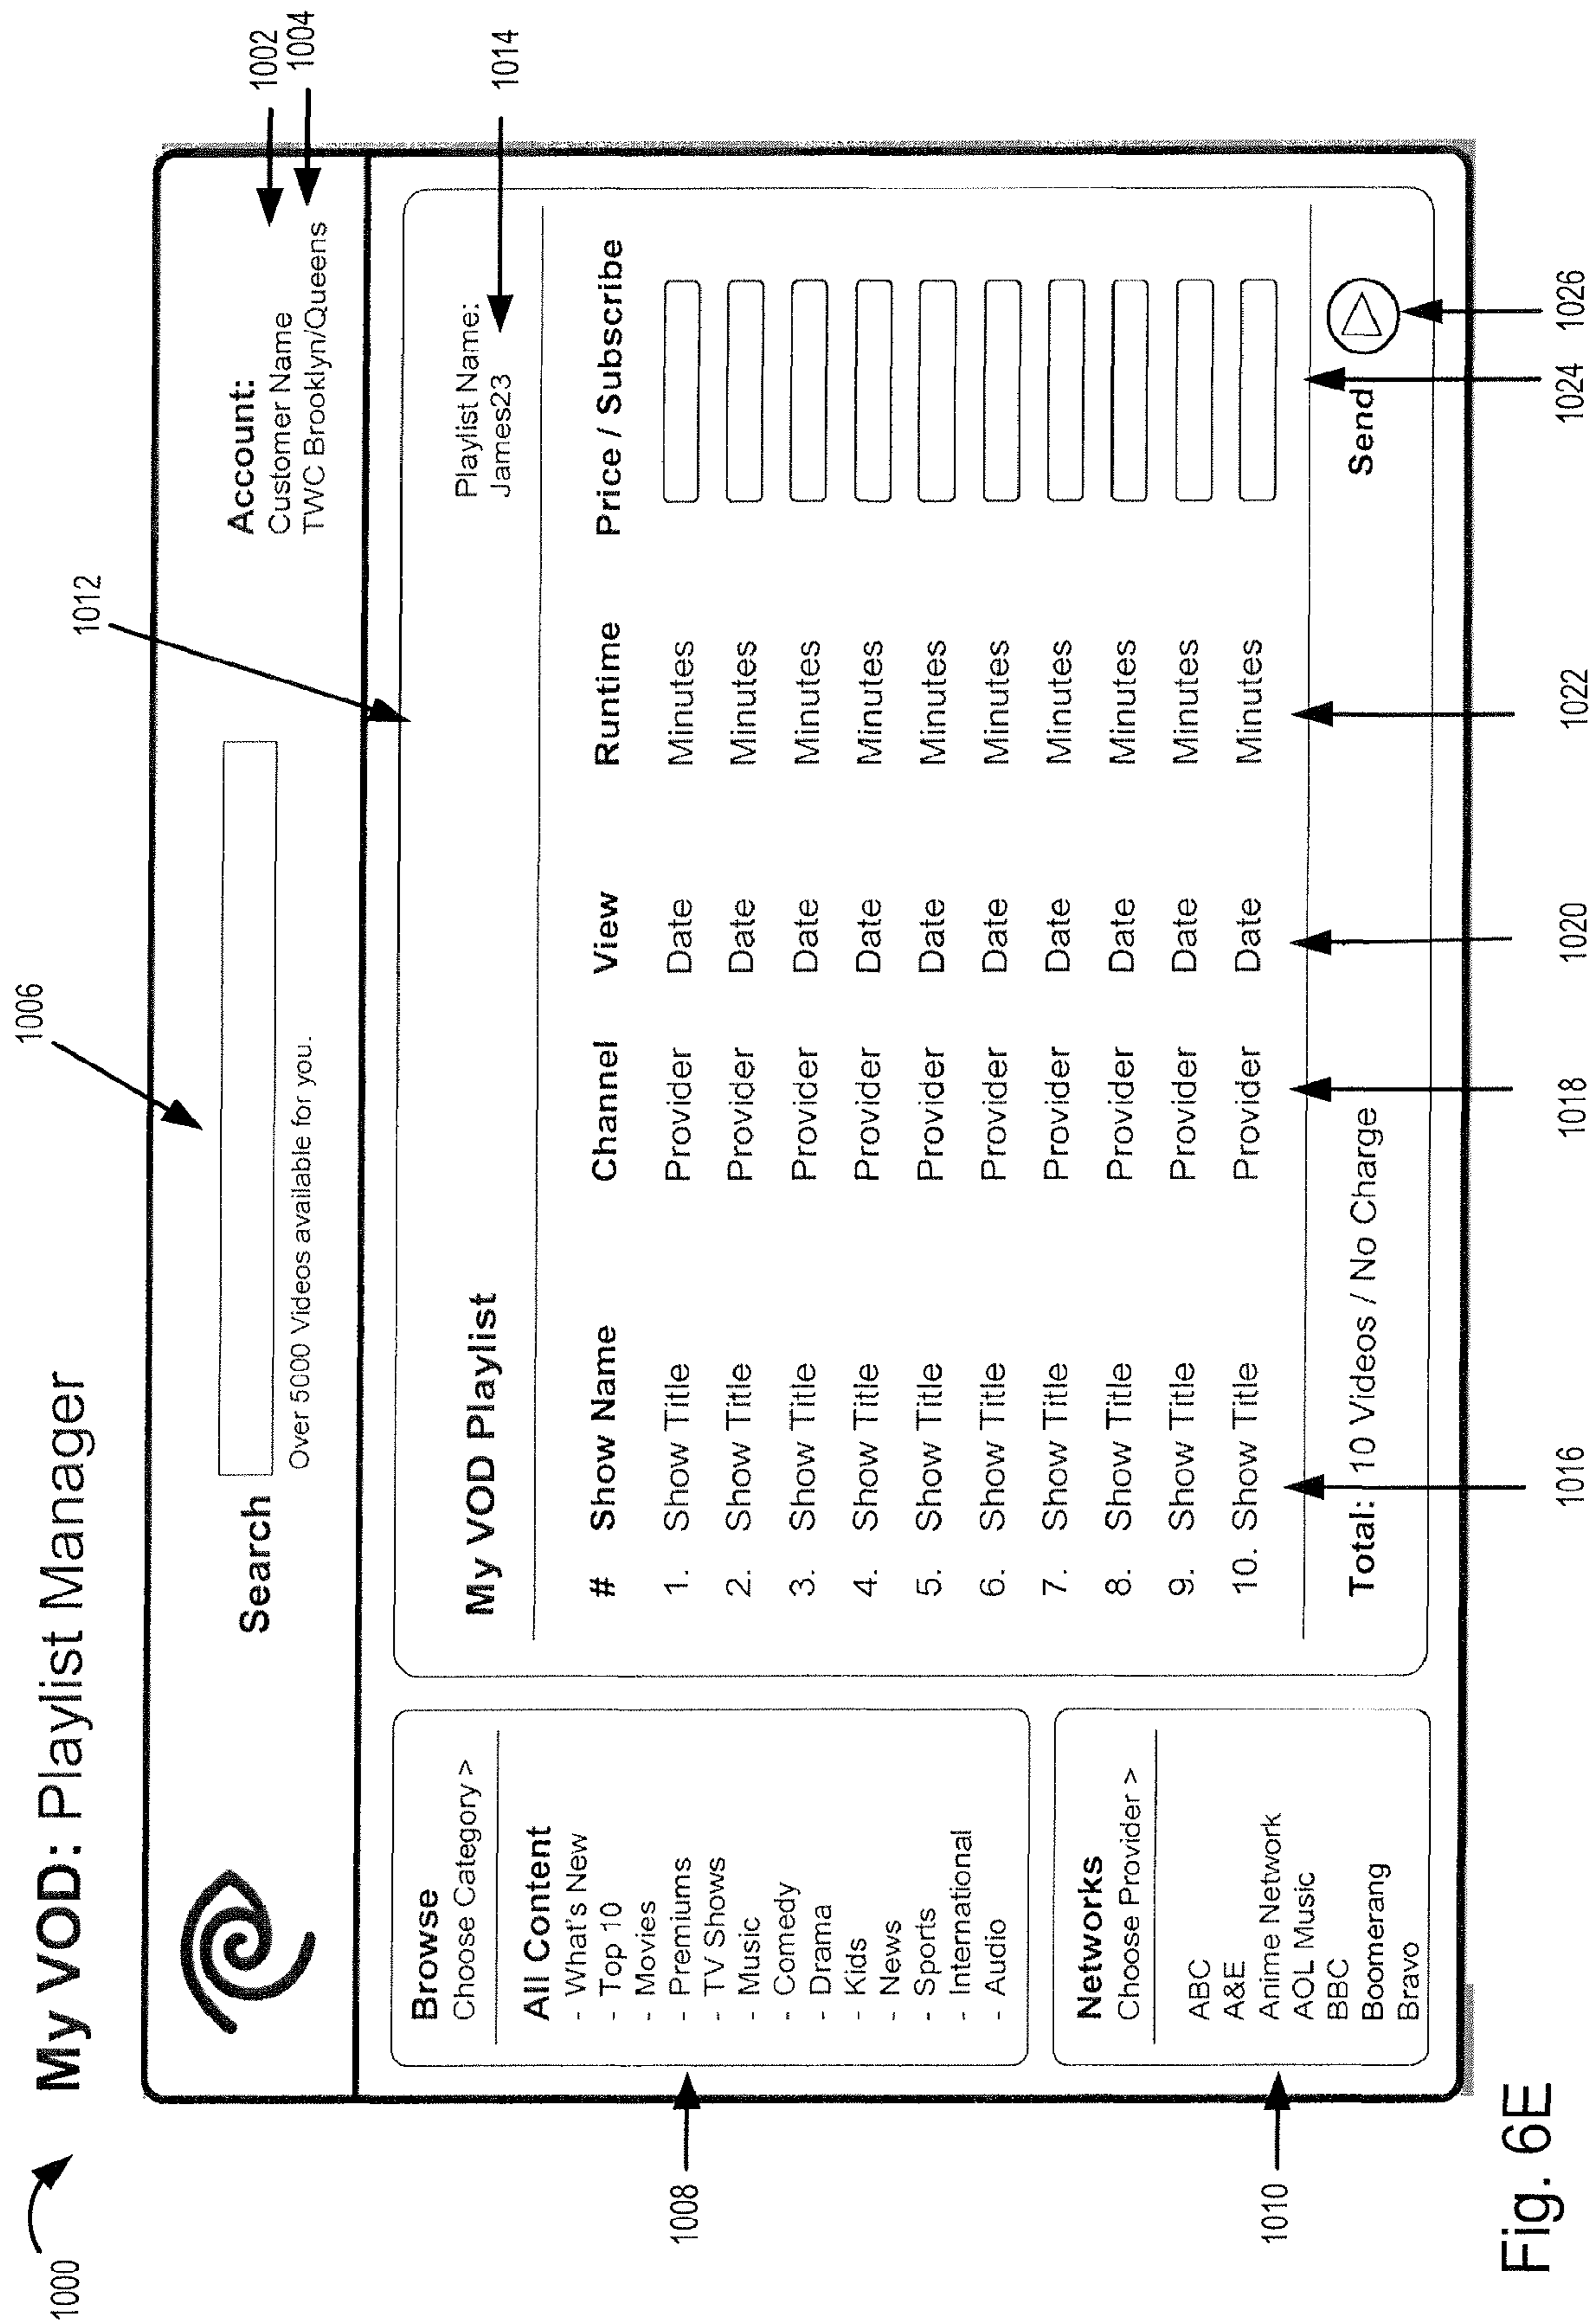 1000
My VOD: Playlist Manager
1006
1012
1002
1004
1014
Search
Over 5000 Videos available for you.
Account:
Customer Name
TWC Brooklyn/Queens
Browse
Choose Category >
All Content
- What's New
- Top 10
- Movies
- Premiums
- TV Shows
- Music
- Comedy
- Drama
- Kids
- News
- Sports
- International
- Audio
1008
Networks
Choose Provider >
ABC
A&E
Anime Network
AOL Music
BBC
Boomerang
Bravo
1010
My VOD Playlist
Playlist Name:
James23
# Show Name Channel View Runtime Price / Subscribe
1. Show Title Provider Date Minutes
2. Show Title Provider Date Minutes
3. Show Title Provider Date Minutes
4. Show Title Provider Date Minutes
5. Show Title Provider Date Minutes
6. Show Title Provider Date Minutes
7. Show Title Provider Date Minutes
8. Show Title Provider Date Minutes
9. Show Title Provider Date Minutes
10. Show Title Provider Date Minutes
Total: 10 Videos / No Charge Send
1016 1018 1020 1022 1024 1026
Fig. 6E